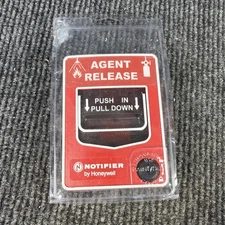 AGENT
RELEASE
PUSH IN
PULL DOWN
NOTIFIER
by Honeywell